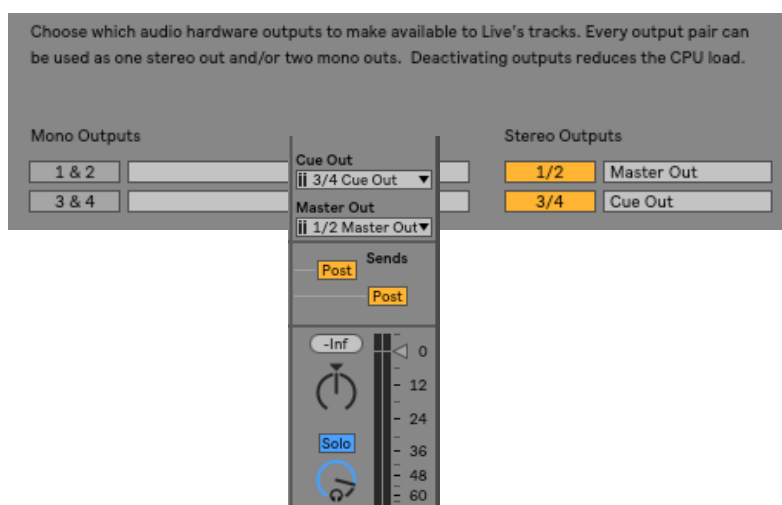 Choose which audio hardware outputs to make available to Live's tracks. Every output pair can
be used as one stereo out and/or two mono outs. Deactivating outputs reduces the CPU load.
Mono Outputs
1 & 2
3 & 4
Cue Out
ii 3/4 Cue Out
Master Out
ii 1/2 Master Out
Sends
Post
Post
-Inf
0
12
24
Solo
36
48
60
Stereo Outputs
1/2 Master Out
3/4 Cue Out